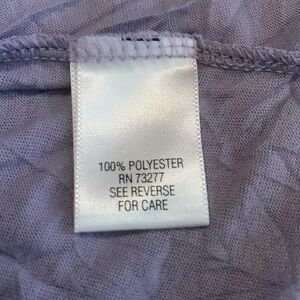 100% POLYESTER
RN 73277
SEE REVERSE
FOR CARE